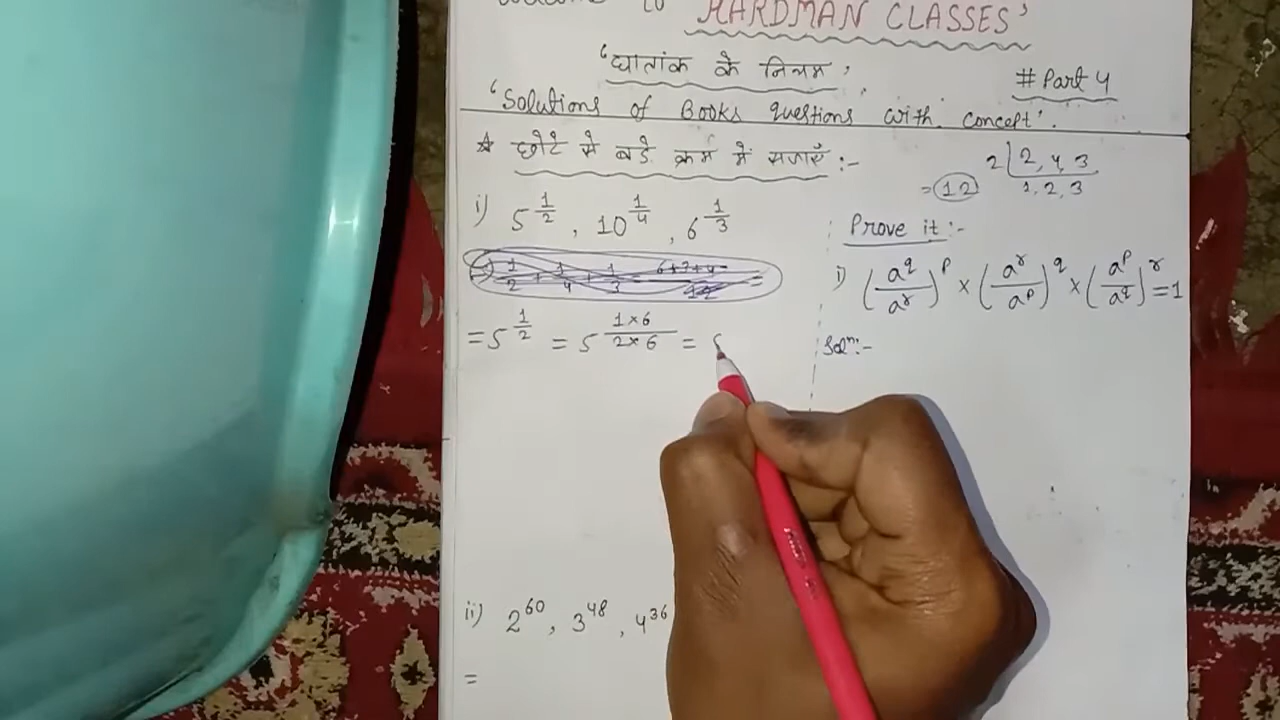 to HARDMAN CLASSES'
'घातांक के नियम'
# Part 4
'Solutions of Books questions with concept'.
* छोटे से बड़े क्रम में सजाएँ :-
2 | 2, 4, 3
1, 2, 3
= 12
i) 5^{1/2}, 10^{1/4}, 6^{1/3}
= 5^{1/2} = 5^{(1×6)/(2×6)} = 5
ii) 2^{60}, 3^{48}, 4^{36}
=
Prove it :-
i) (a^q/a^r)^p × (a^r/a^p)^q × (a^p/a^q)^r = 1
Solⁿ:-